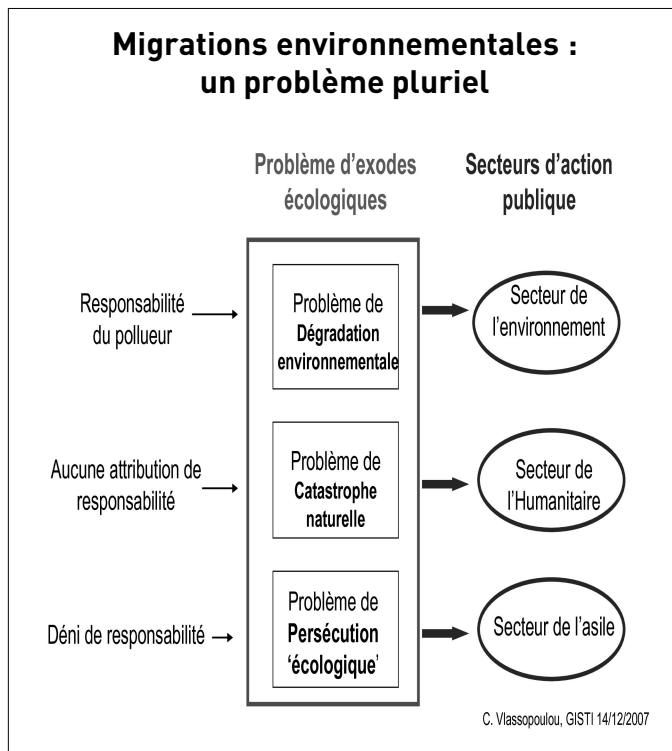 Migrations environnementales :
un problème pluriel
Problème d'exodes
écologiques
Secteurs d'action
publique
Responsabilité
du pollueur
Problème de
Dégradation
environnementale
Secteur de
l'environnement
Aucune attribution de
responsabilité
Problème de
Catastrophe
naturelle
Secteur de
l'Humanitaire
Déni de responsabilité
Problème de
Persécution
'écologique'
Secteur de l'asile
C. Vlassopoulou, GISTI 14/12/2007